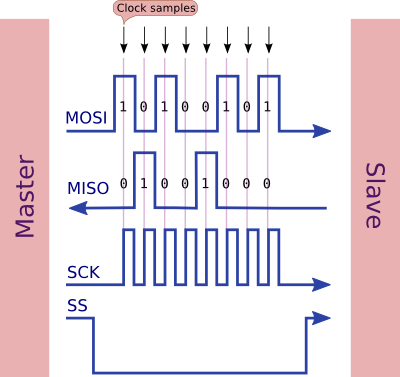 Clock samples
MOSI
1 0 1 0 0 1 0 1
MISO
0 1 0 0 1 0 0 0
SCK
SS
Master
Slave